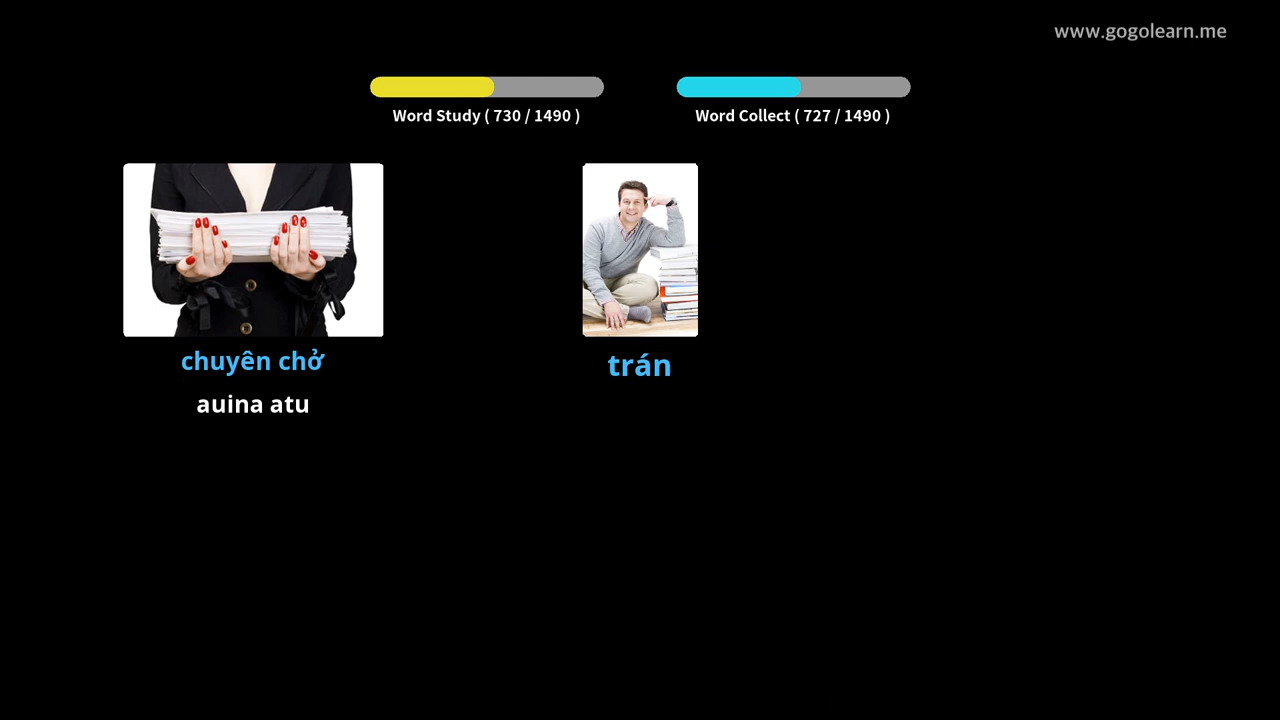 www.gogolearn.me
Word Study ( 730 / 1490 )
Word Collect ( 727 / 1490 )
chuyên chở
auina atu
trán